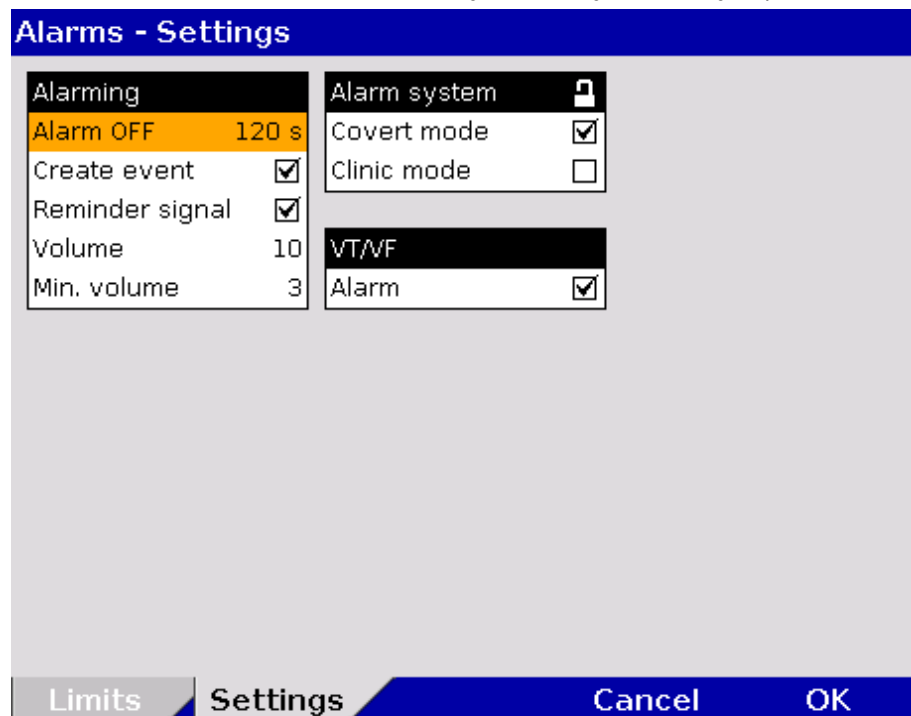 Alarms - Settings
Alarming
Alarm OFF 120 s
Create event
Reminder signal
Volume 10
Min. volume 3
Alarm system
Covert mode
Clinic mode
VT/VF
Alarm
Limits
Settings
Cancel
OK